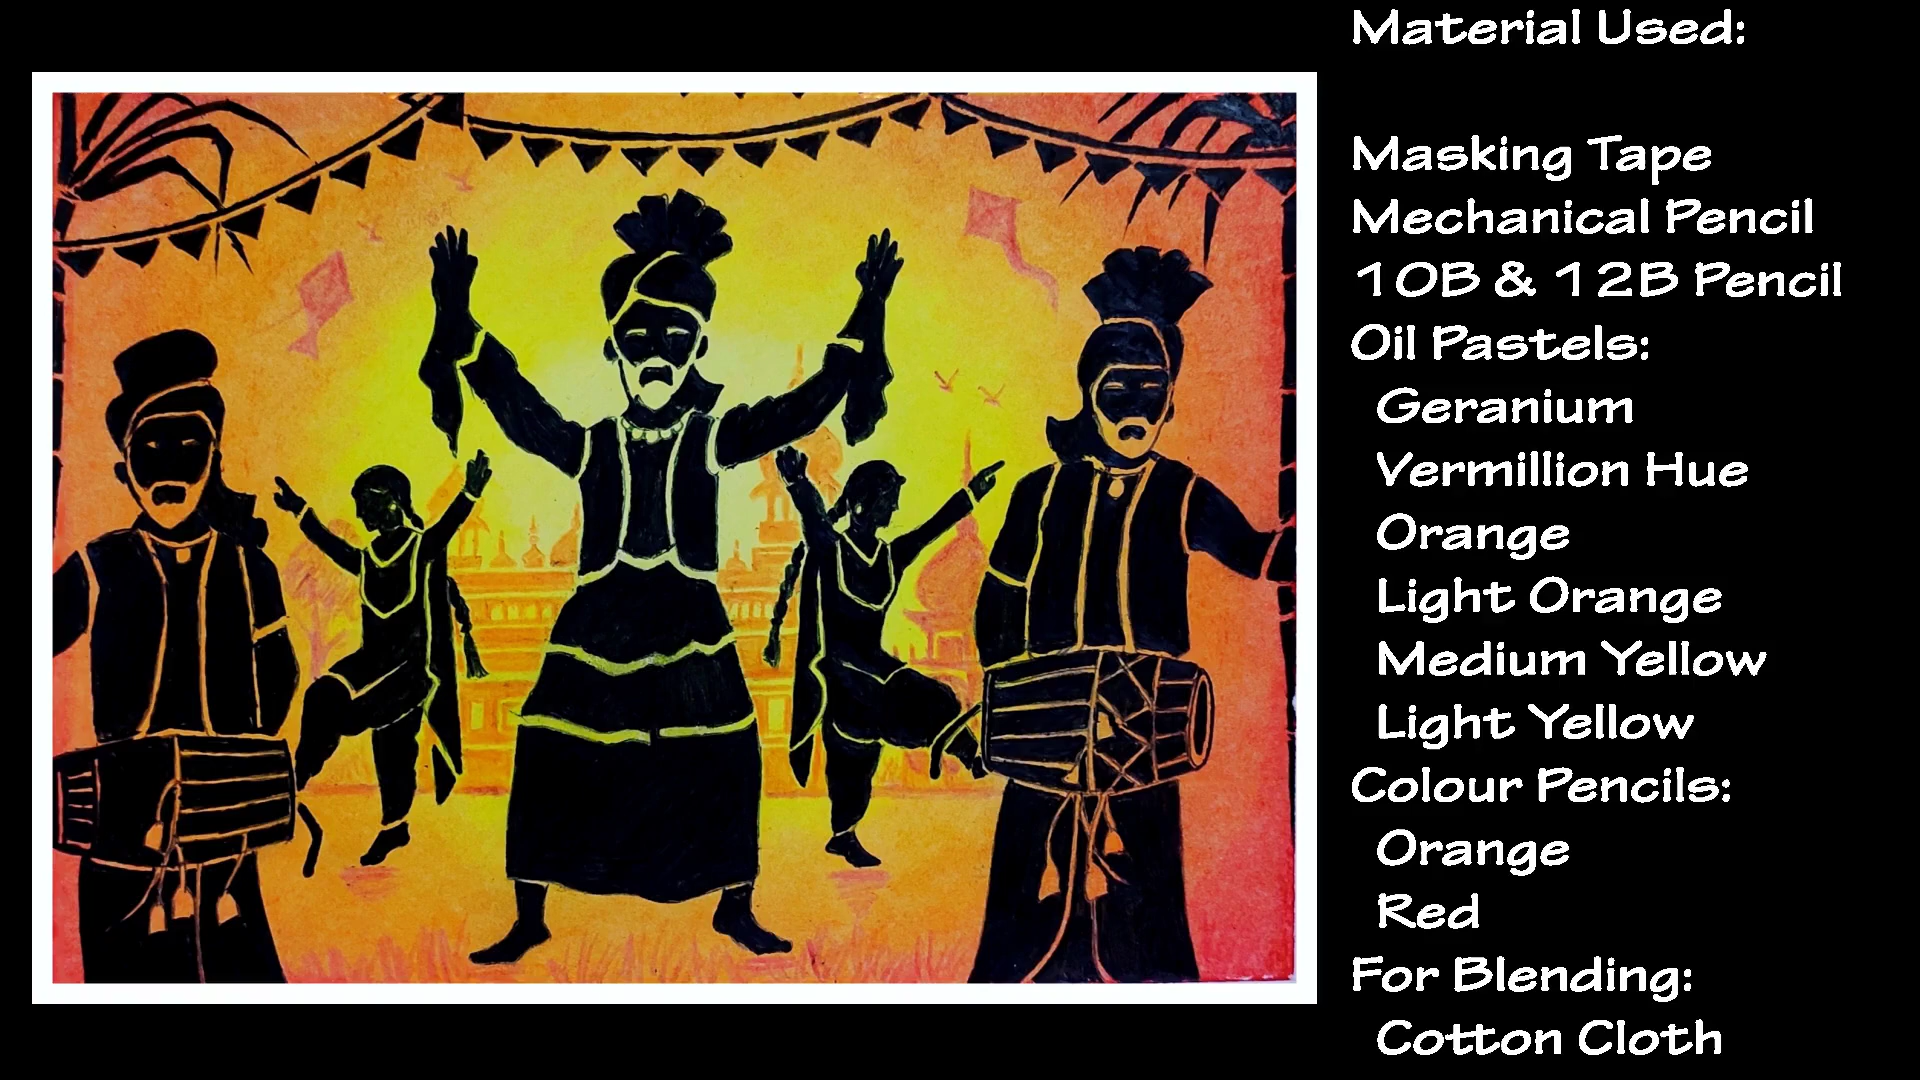 Material Used:
Masking Tape
Mechanical Pencil
10B & 12B Pencil
Oil Pastels:
Geranium
Vermillion Hue
Orange
Light Orange
Medium Yellow
Light Yellow
Colour Pencils:
Orange
Red
For Blending:
Cotton Cloth